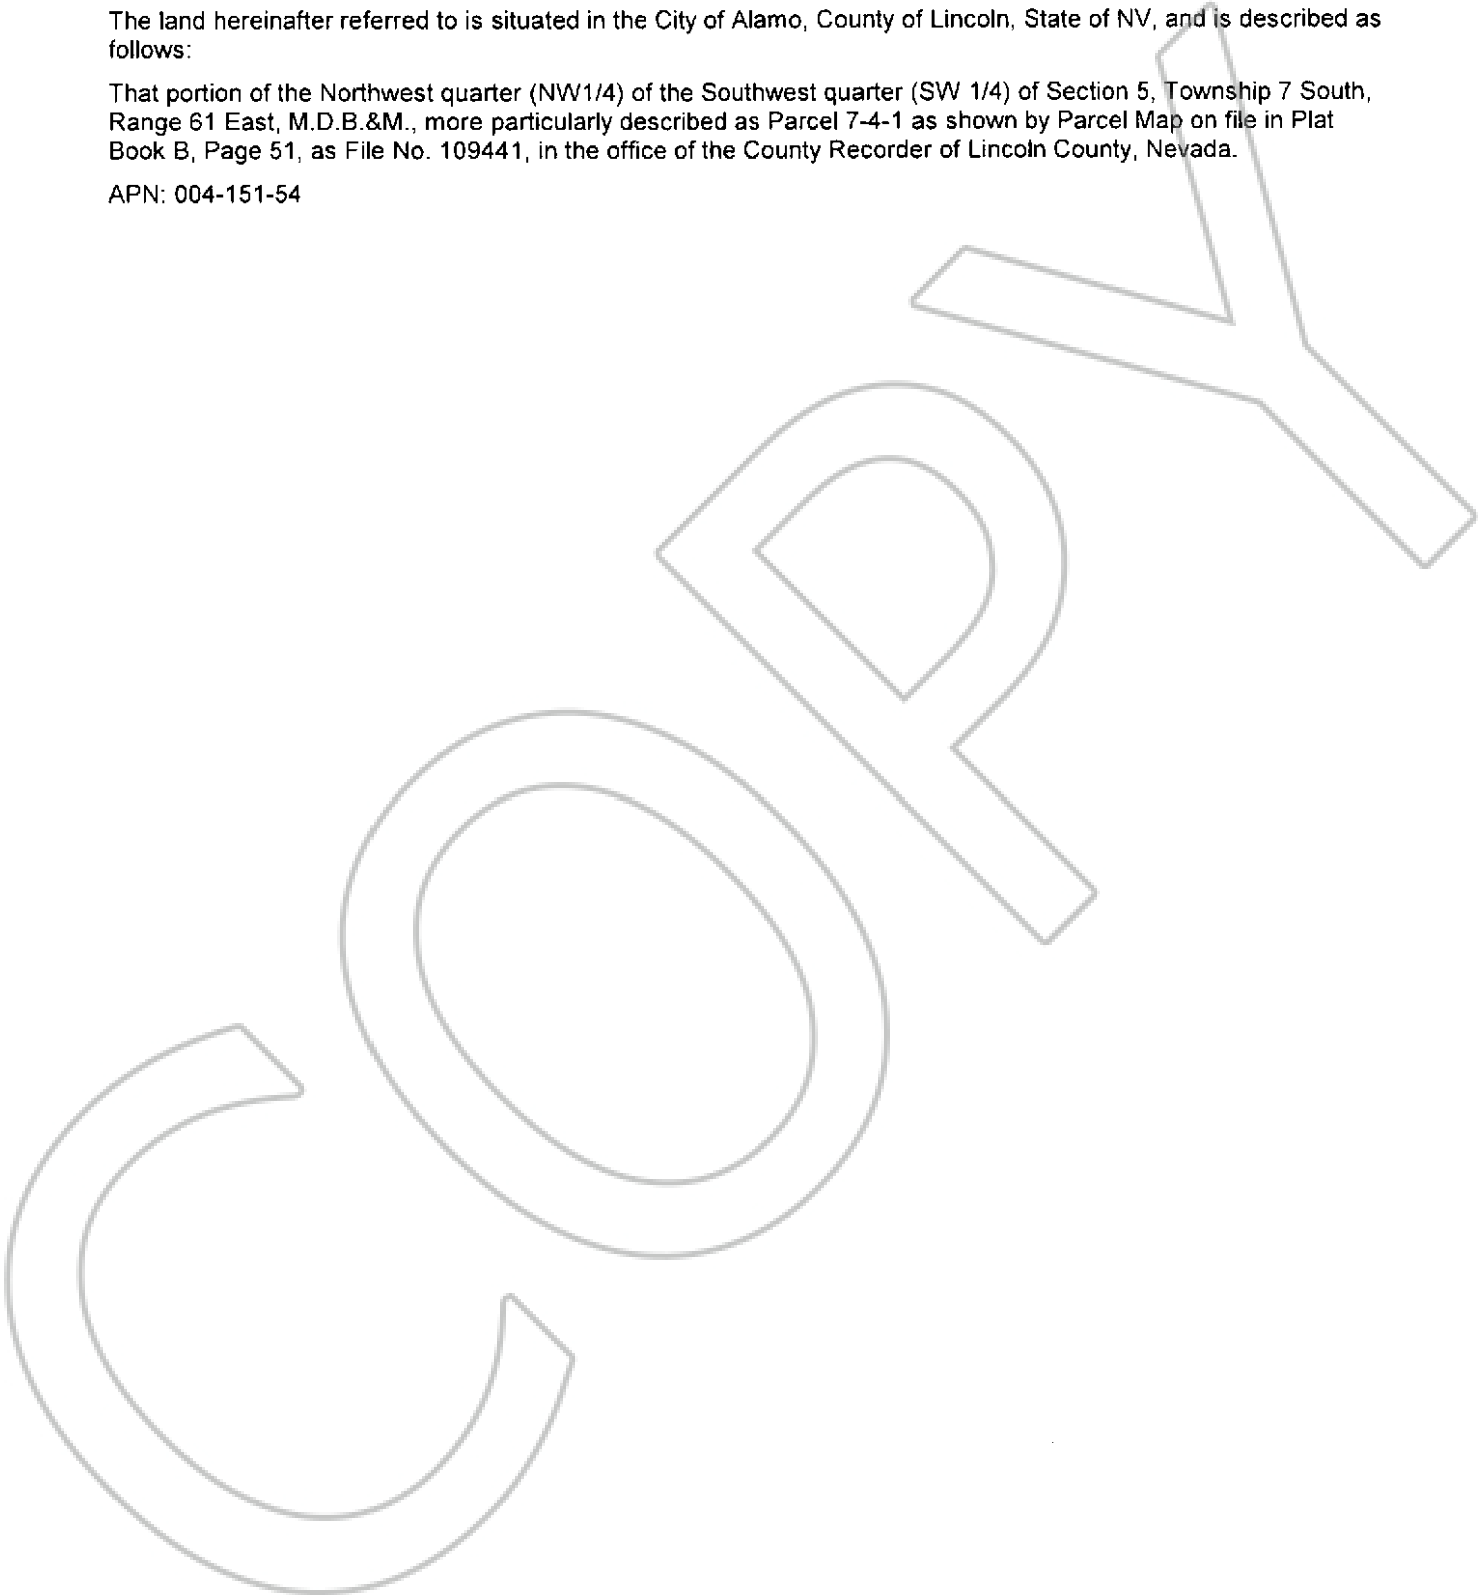 The land hereinafter referred to is situated in the City of Alamo, County of Lincoln, State of NV, and is described as
follows:
That portion of the Northwest quarter (NW1/4) of the Southwest quarter (SW 1/4) of Section 5, Township 7 South,
Range 61 East, M.D.B.&M., more particularly described as Parcel 7-4-1 as shown by Parcel Map on file in Plat
Book B, Page 51, as File No. 109441, in the office of the County Recorder of Lincoln County, Nevada.
APN: 004-151-54
COPY